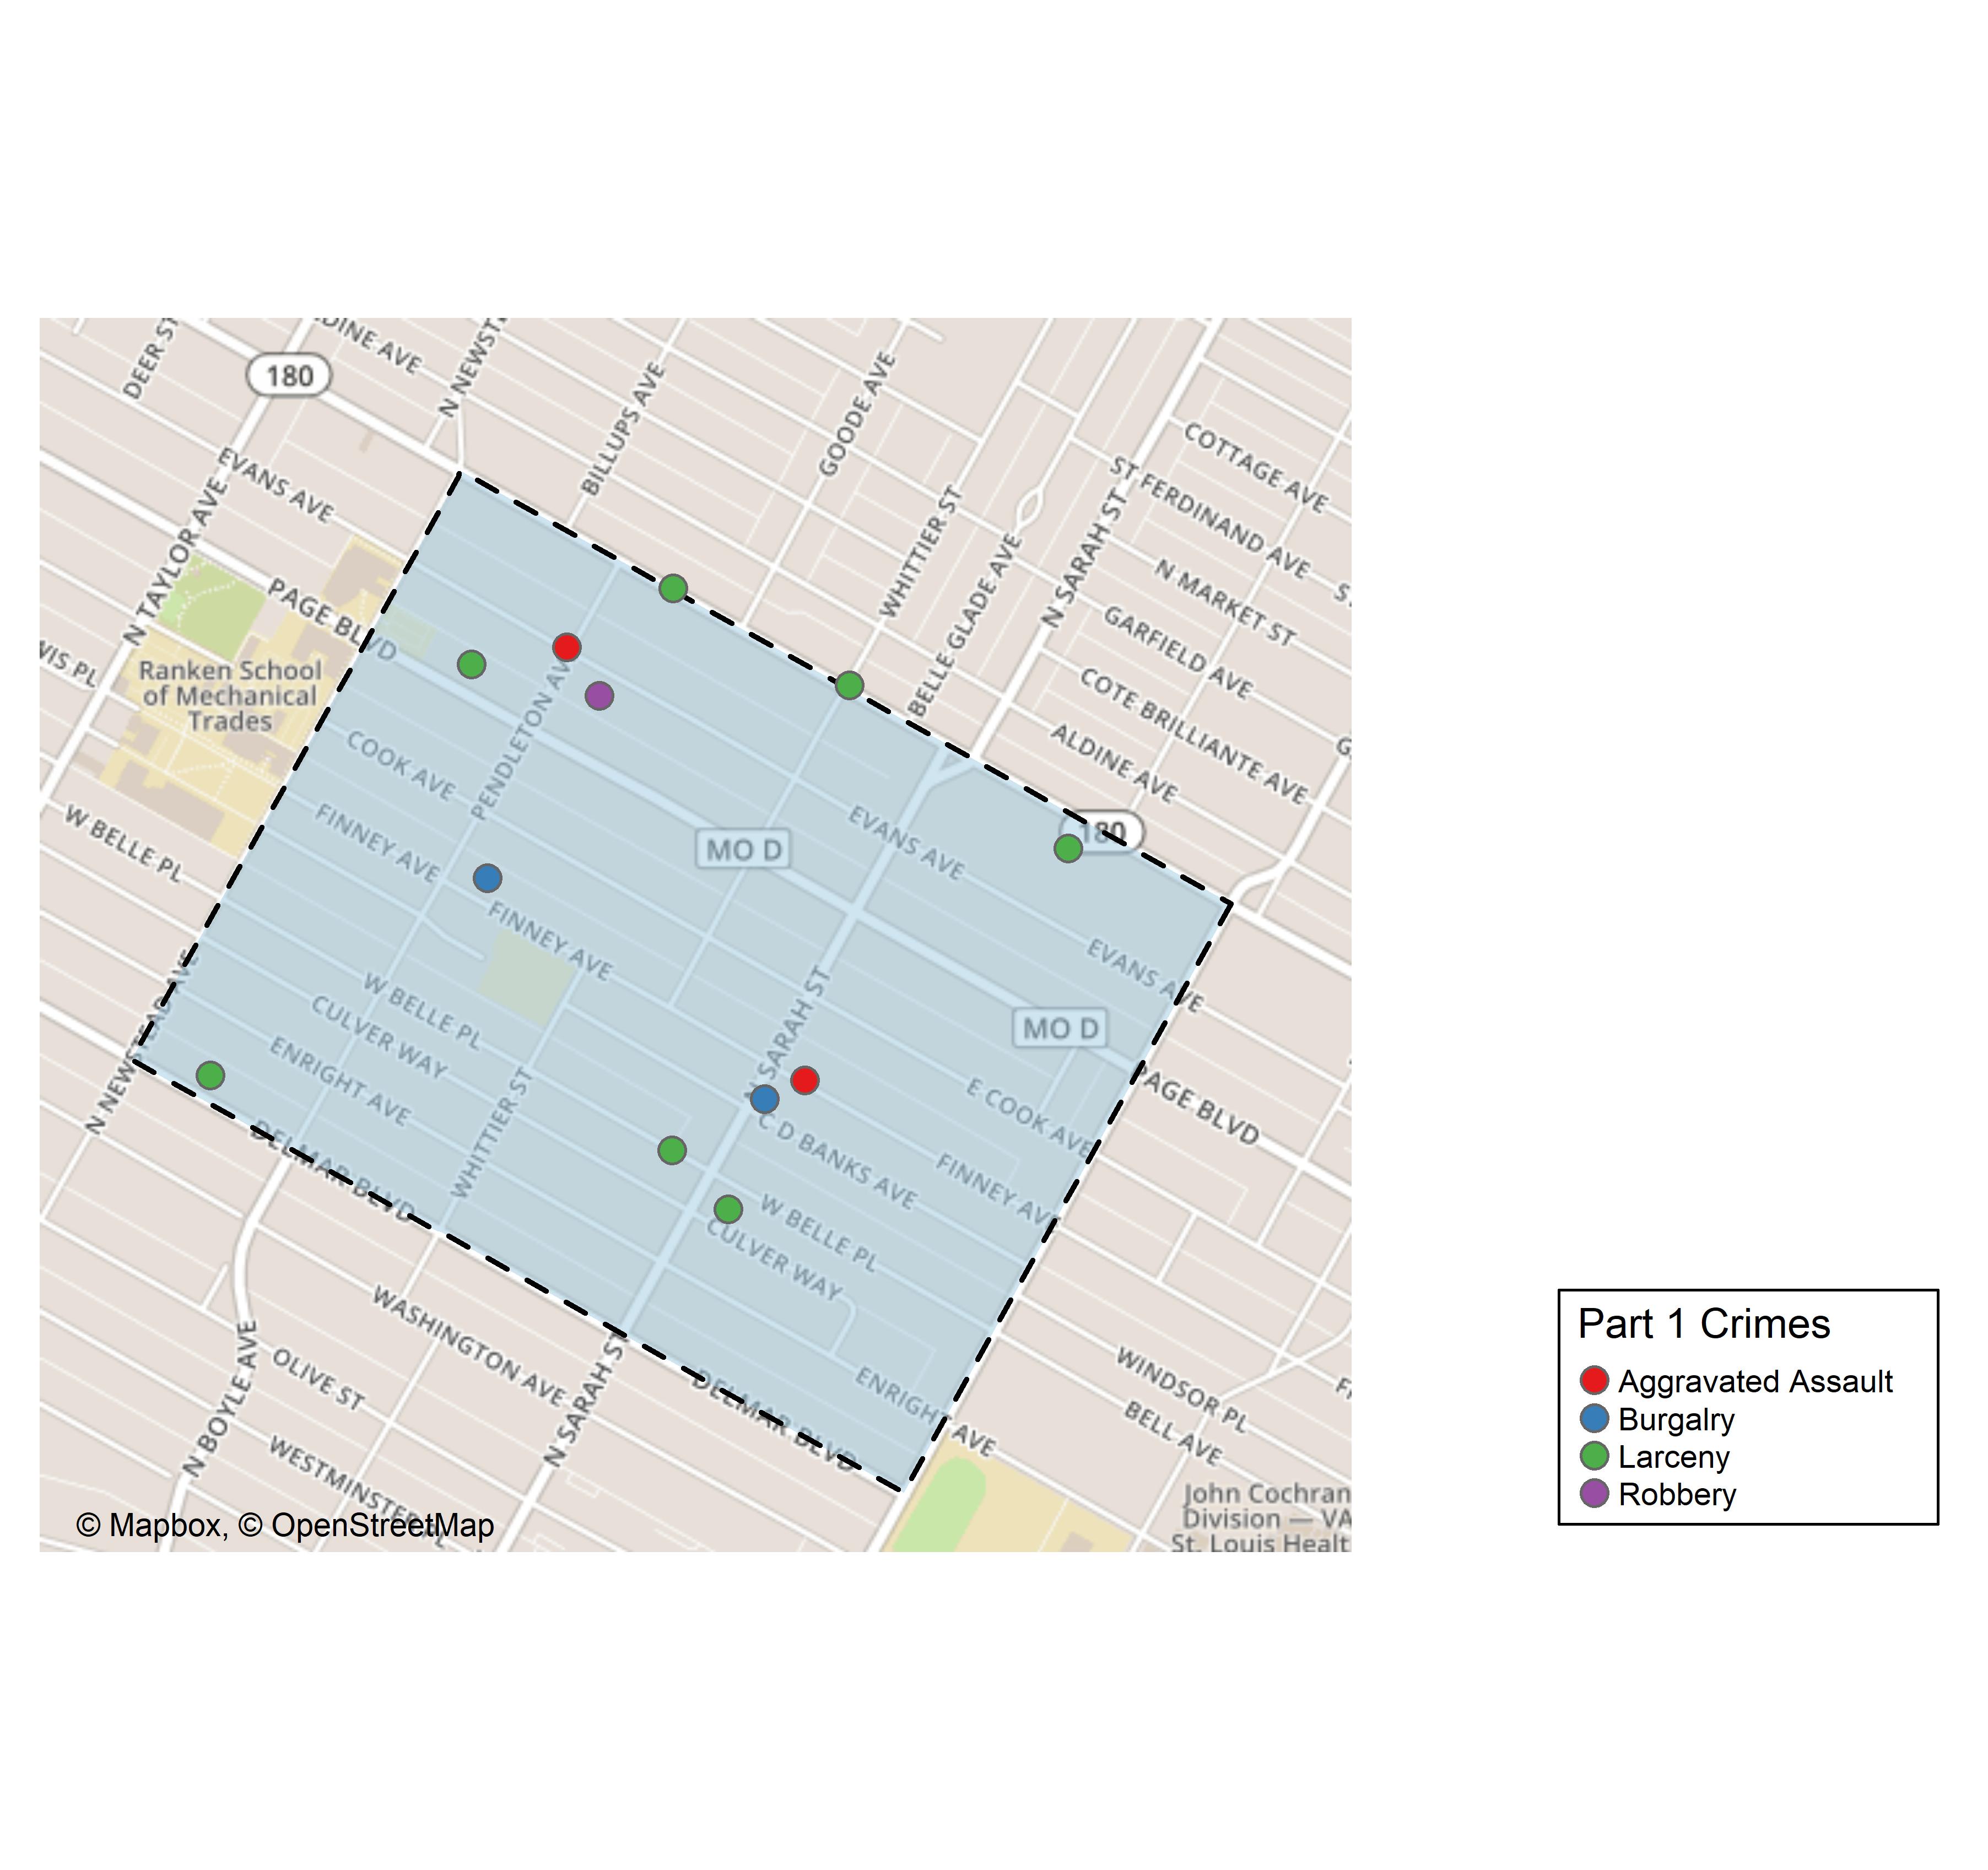 DEER ST
DINE AVE
N NEWST
180
BILLUPS AVE
GOODE AVE
COTTAGE AVE
ST FERDINAND AVE
EVANS AVE
WHITTIER ST
N SARAH ST
N TAYLOR AVE
BELLE GLADE AVE
N MARKET ST
S
PAGE BLVD
GARFIELD AVE
WIS PL
Ranken School
of Mechanical
Trades
PENDLETON AV
COTE BRILLIANTE AVE
G
COOK AVE
ALDINE AVE
W BELLE PL
FINNEY AVE
MO D
EVANS AVE
180
FINNEY AVE
EVANS AVE
W BELLE PL
CULVER WAY
N SARAH ST
MO D
N NEWSTEAD AVE
ENRIGHT AVE
WHITTIER ST
E COOK AVE
PAGE BLVD
C D BANKS AVE
DELMAR BLVD
FINNEY AVE
W BELLE PL
CULVER WAY
WASHINGTON AVE
N BOYLE AVE
OLIVE ST
N SARAH ST
DELMAR BLVD
ENRIGHT AVE
WINDSOR PL
BELL AVE
FI
WESTMINSTER PL
John Cochran
Division — VA
St. Louis Healt
© Mapbox, © OpenStreetMap
Part 1 Crimes
Aggravated Assault
Burgalry
Larceny
Robbery